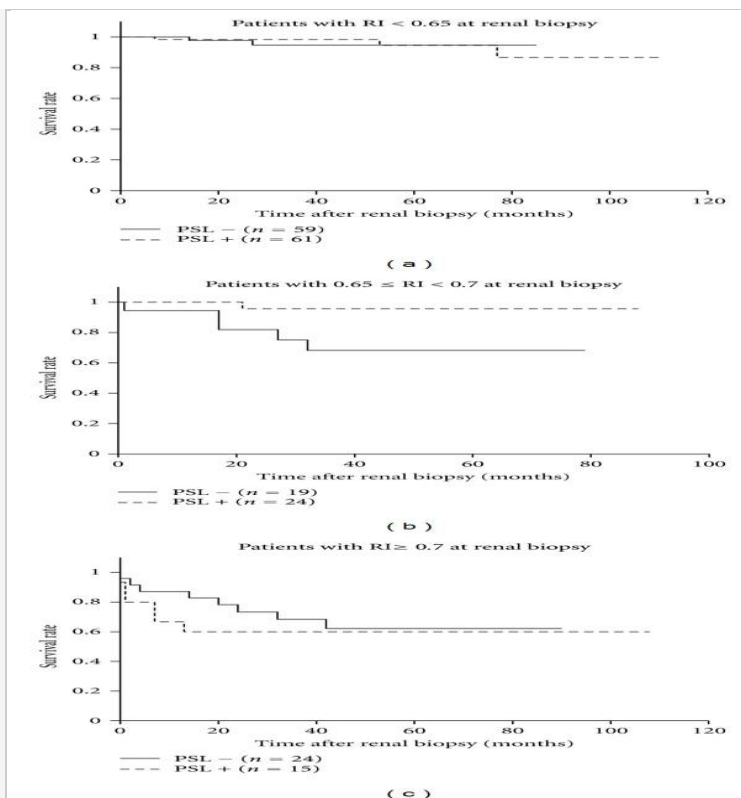 Patients with RI < 0.65 at renal biopsy
1
0.8
0.6
0.4
0.2
0
Survival rate
0 20 40 60 80 100 120
Time after renal biopsy (months)
PSL − (n = 59)
PSL + (n = 61)
(a)
Patients with 0.65 ≤ RI < 0.7 at renal biopsy
1
0.8
0.6
0.4
0.2
0
Survival rate
0 20 40 60 80 100
Time after renal biopsy (months)
PSL − (n = 19)
PSL + (n = 24)
(b)
Patients with RI≥ 0.7 at renal biopsy
1
0.8
0.6
0.4
0.2
0
Survival rate
0 20 40 60 80 100 120
Time after renal biopsy (months)
PSL − (n = 24)
PSL + (n = 15)
(c)